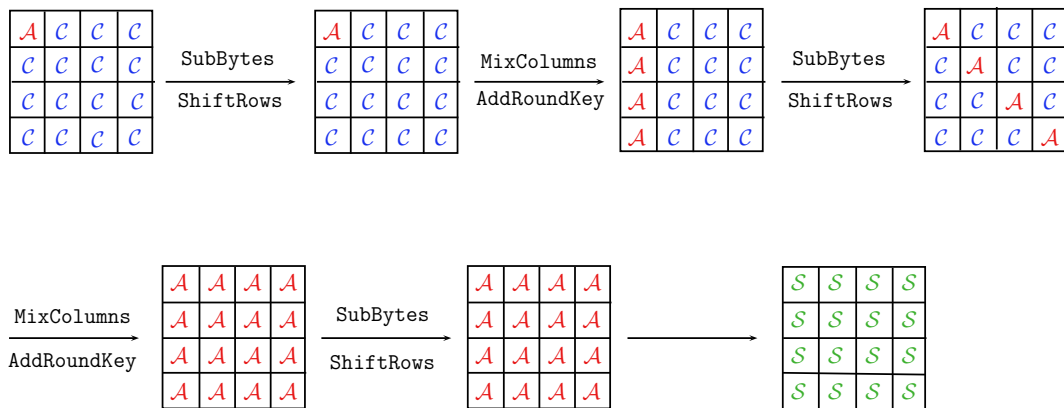 𝒜 𝒞 𝒞 𝒞
𝒞 𝒞 𝒞 𝒞
𝒞 𝒞 𝒞 𝒞
𝒞 𝒞 𝒞 𝒞
SubBytes
ShiftRows
𝒜 𝒞 𝒞 𝒞
𝒞 𝒞 𝒞 𝒞
𝒞 𝒞 𝒞 𝒞
𝒞 𝒞 𝒞 𝒞
MixColumns
AddRoundKey
𝒜 𝒞 𝒞 𝒞
𝒜 𝒞 𝒞 𝒞
𝒜 𝒞 𝒞 𝒞
𝒜 𝒞 𝒞 𝒞
SubBytes
ShiftRows
𝒜 𝒞 𝒞 𝒞
𝒞 𝒜 𝒞 𝒞
𝒞 𝒞 𝒜 𝒞
𝒞 𝒞 𝒞 𝒜
MixColumns
AddRoundKey
𝒜 𝒜 𝒜 𝒜
𝒜 𝒜 𝒜 𝒜
𝒜 𝒜 𝒜 𝒜
𝒜 𝒜 𝒜 𝒜
SubBytes
ShiftRows
𝒜 𝒜 𝒜 𝒜
𝒜 𝒜 𝒜 𝒜
𝒜 𝒜 𝒜 𝒜
𝒜 𝒜 𝒜 𝒜
𝒮 𝒮 𝒮 𝒮
𝒮 𝒮 𝒮 𝒮
𝒮 𝒮 𝒮 𝒮
𝒮 𝒮 𝒮 𝒮